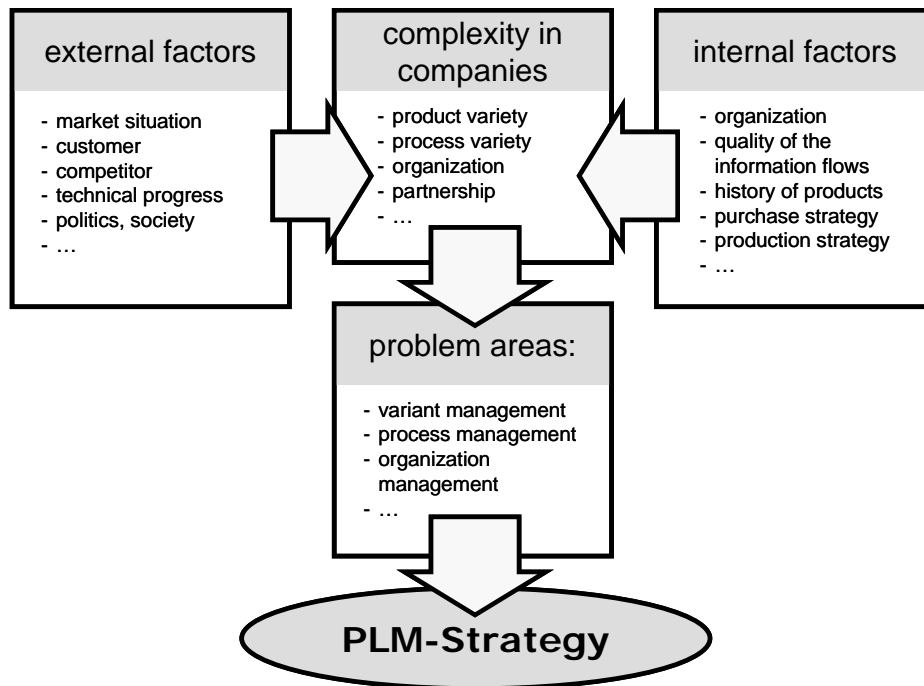 external factors
- market situation
- customer
- competitor
- technical progress
- politics, society
- ...
complexity in
companies
- product variety
- process variety
- organization
- partnership
- ...
internal factors
- organization
- quality of the
information flows
- history of products
- purchase strategy
- production strategy
- ...
problem areas:
- variant management
- process management
- organization
management
- ...
PLM-Strategy